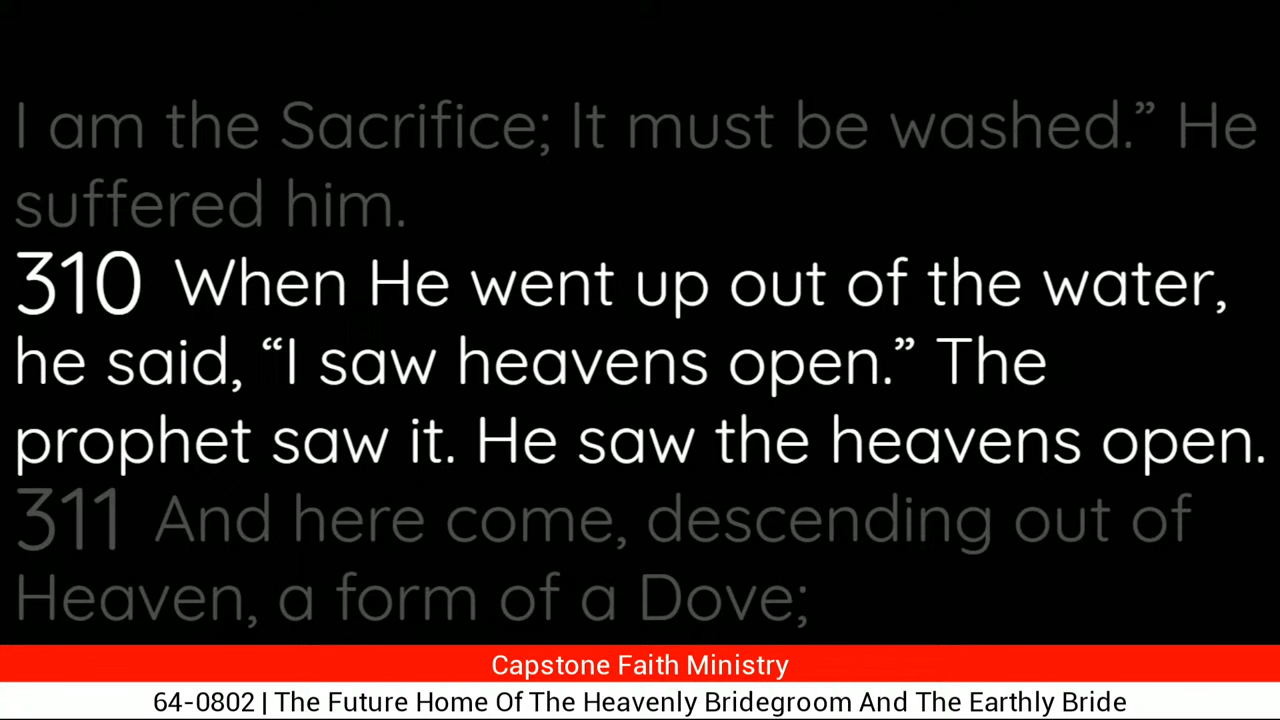 I am the Sacrifice; It must be washed.” He
suffered him.
310 When He went up out of the water,
he said, “I saw heavens open.” The
prophet saw it. He saw the heavens open.
311 And here come, descending out of
Heaven, a form of a Dove;
Capstone Faith Ministry
64-0802 | The Future Home Of The Heavenly Bridegroom And The Earthly Bride